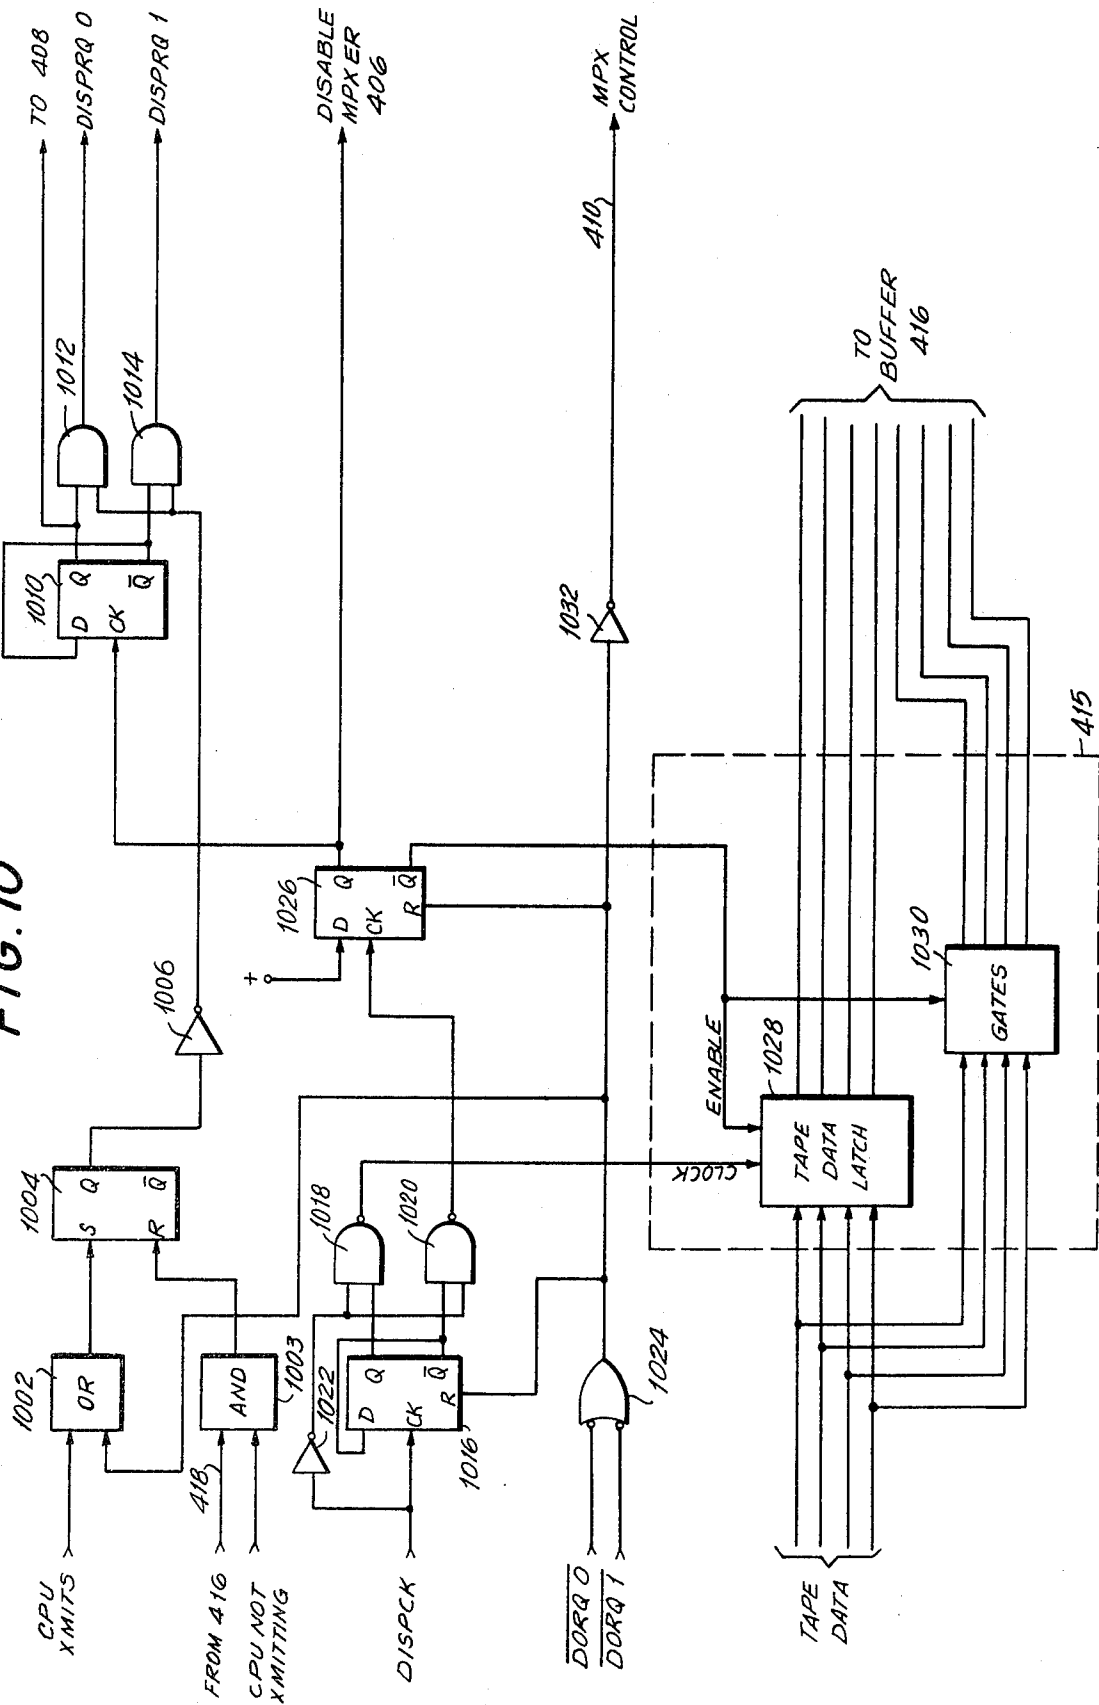 FIG. 10
CPU
XMITS
1002
OR
1004
S
Q
R
Q̅
1006
1010
D
Q
CK
Q̅
1012
1014
TO 408
DISPRQ 0
DISPRQ 1
FROM 416
418
CPU NOT
XMITTING
AND
1003
1022
DISPCK
D
Q
CK
Q̅
R
1016
1018
1020
+
1026
D
Q
CK
Q̅
R
DISABLE
MPXER
406
D̅O̅R̅Q̅ ̅0̅
D̅O̅R̅Q̅ ̅1̅
1024
1032
410
MPX
CONTROL
CLOCK
ENABLE
1028
TAPE
DATA
LATCH
TAPE
DATA
1030
GATES
415
TO
BUFFER
416